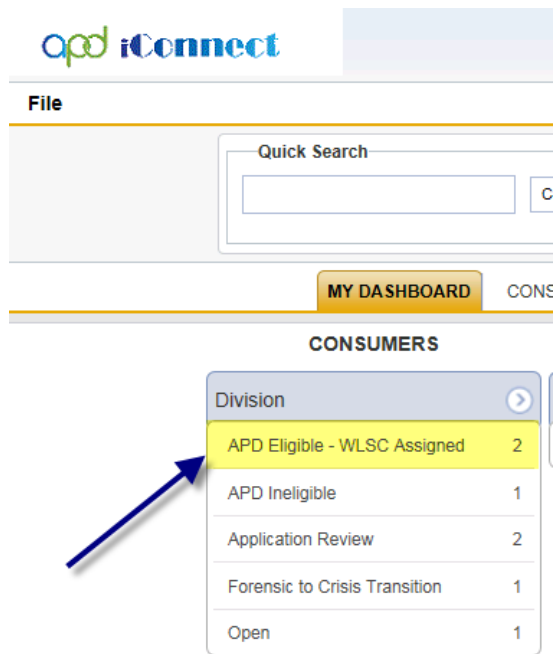 apd iConnect
File
Quick Search
C
MY DASHBOARD CONS
CONSUMERS
Division
APD Eligible - WLSC Assigned 2
APD Ineligible 1
Application Review 2
Forensic to Crisis Transition 1
Open 1